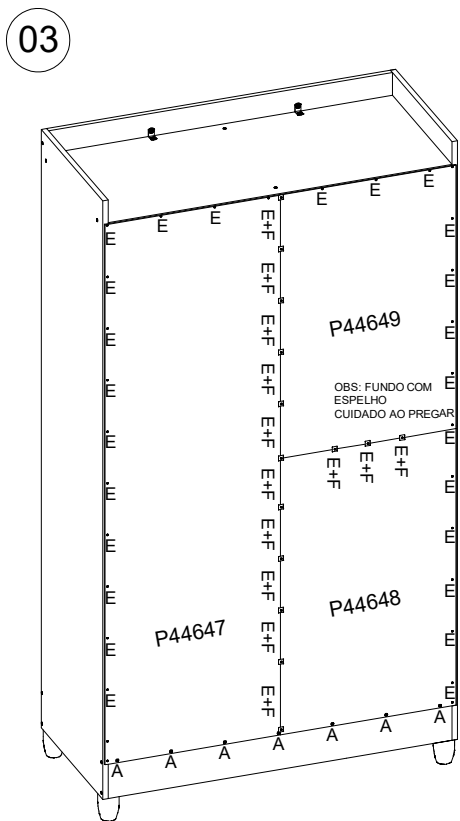 03
E E E E E
E E+F E
E E+F E
E E+F P44649 E
E E+F E
OBS: FUNDO COM
ESPELHO
CUIDADO AO PREGAR
E E+F E
E+F E+F E+F
E E+F E
E E+F E
E E+F P44648 E
P44647
E E+F E
E E+F E
A A A A A A A